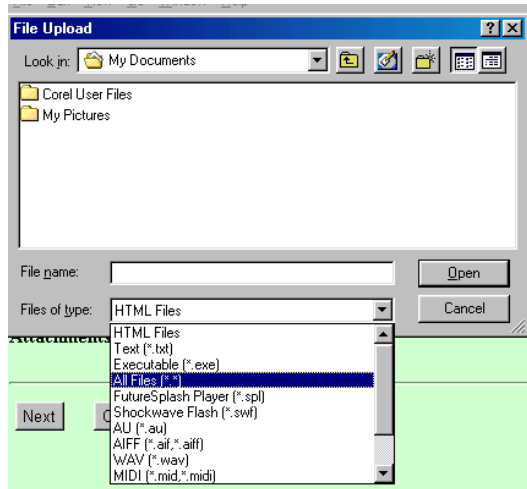 File Upload
Look in: My Documents
Corel User Files
My Pictures
File name:
Open
Files of type: HTML Files
Cancel
HTML Files
Text (*.txt)
Executable (*.exe)
All Files (*.*)
FutureSplash Player (*.spl)
Shockwave Flash (*.swf)
AU (*.au)
AIFF (*.aif,*.aiff)
WAV (*.wav)
MIDI (*.mid,*.midi)
Attachments
Next